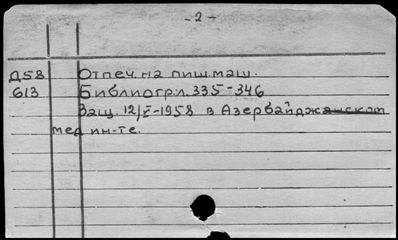 - 2 -
Д58 Отпеч. на пиш. маш.
613 Библиогр.л. 335-346
Защ. 12/V-1958 в Азербайджанском
мед ин-те.